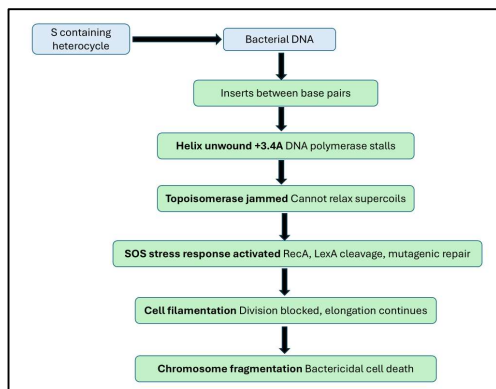 S containing
heterocycle
Bacterial DNA
Inserts between base pairs
Helix unwound +3.4A DNA polymerase stalls
Topoisomerase jammed Cannot relax supercoils
SOS stress response activated RecA, LexA cleavage, mutagenic repair
Cell filamentation Division blocked, elongation continues
Chromosome fragmentation Bactericidal cell death